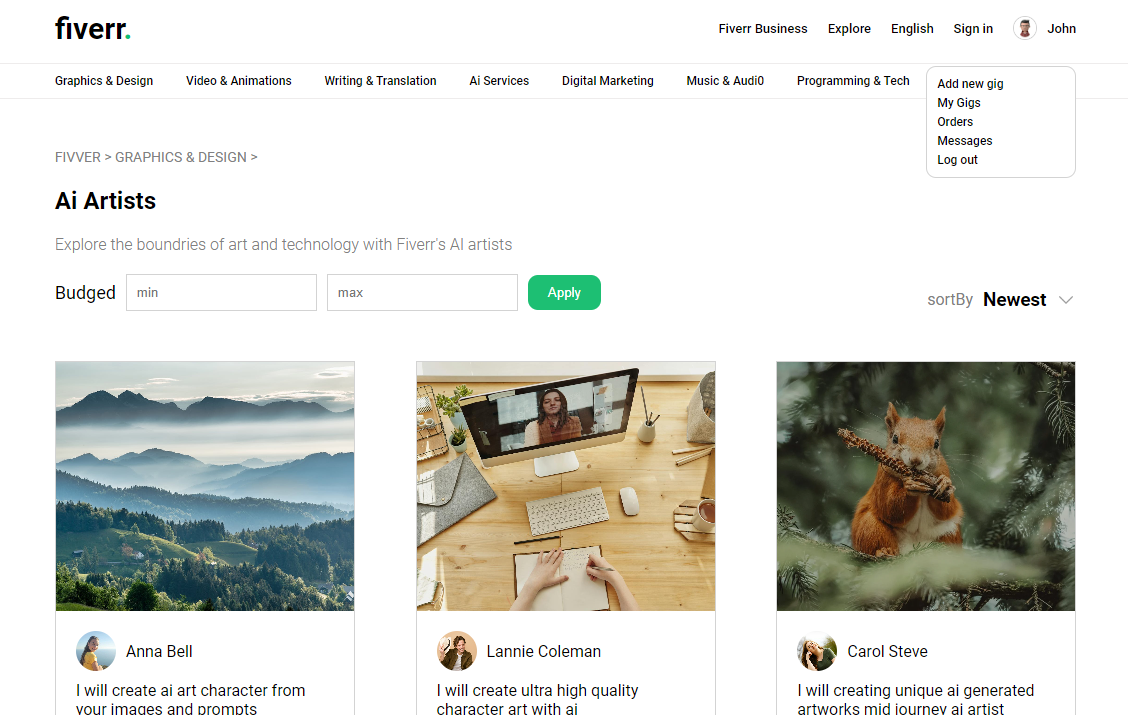 fiverr.
Fiverr Business Explore English Sign in John
Graphics & Design Video & Animations Writing & Translation Ai Services Digital Marketing Music & Audi0 Programming & Tech
Add new gig
My Gigs
Orders
Messages
Log out
FIVVER > GRAPHICS & DESIGN >
Ai Artists
Explore the boundries of art and technology with Fiverr's AI artists
Budged min max Apply
sortBy Newest
Anna Bell
I will create ai art character from
your images and prompts
Lannie Coleman
I will create ultra high quality
character art with ai
Carol Steve
I will creating unique ai generated
artworks mid journey ai artist